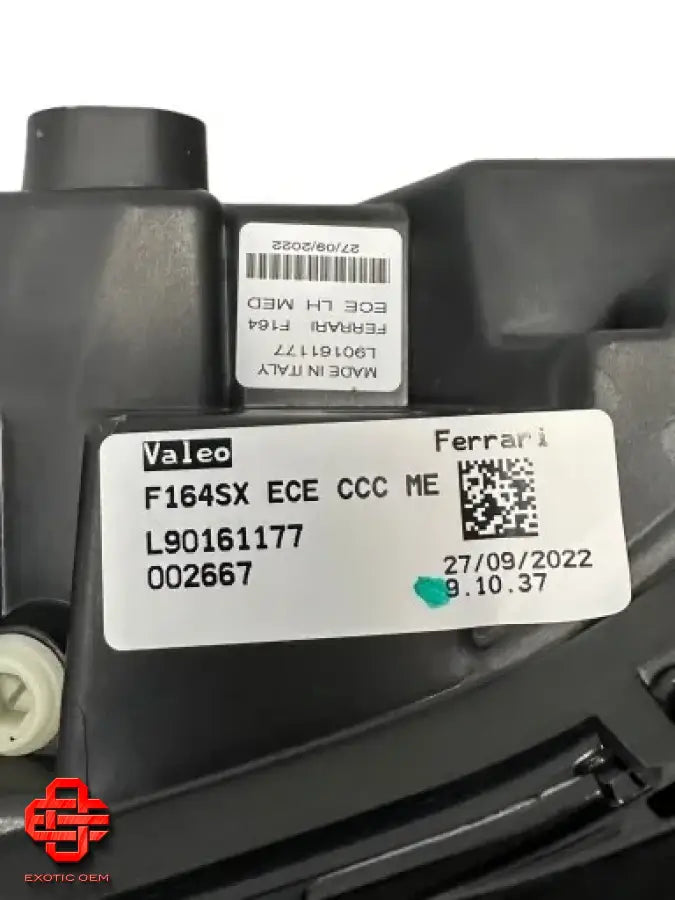 MADE IN ITALY
L90161177
FERRARI F164
ECE LH MED
27/09/2022
Valeo
Ferrari
F164SX ECE CCC ME
L90161177
002667
27/09/2022
9.10.37
EXOTIC OEM